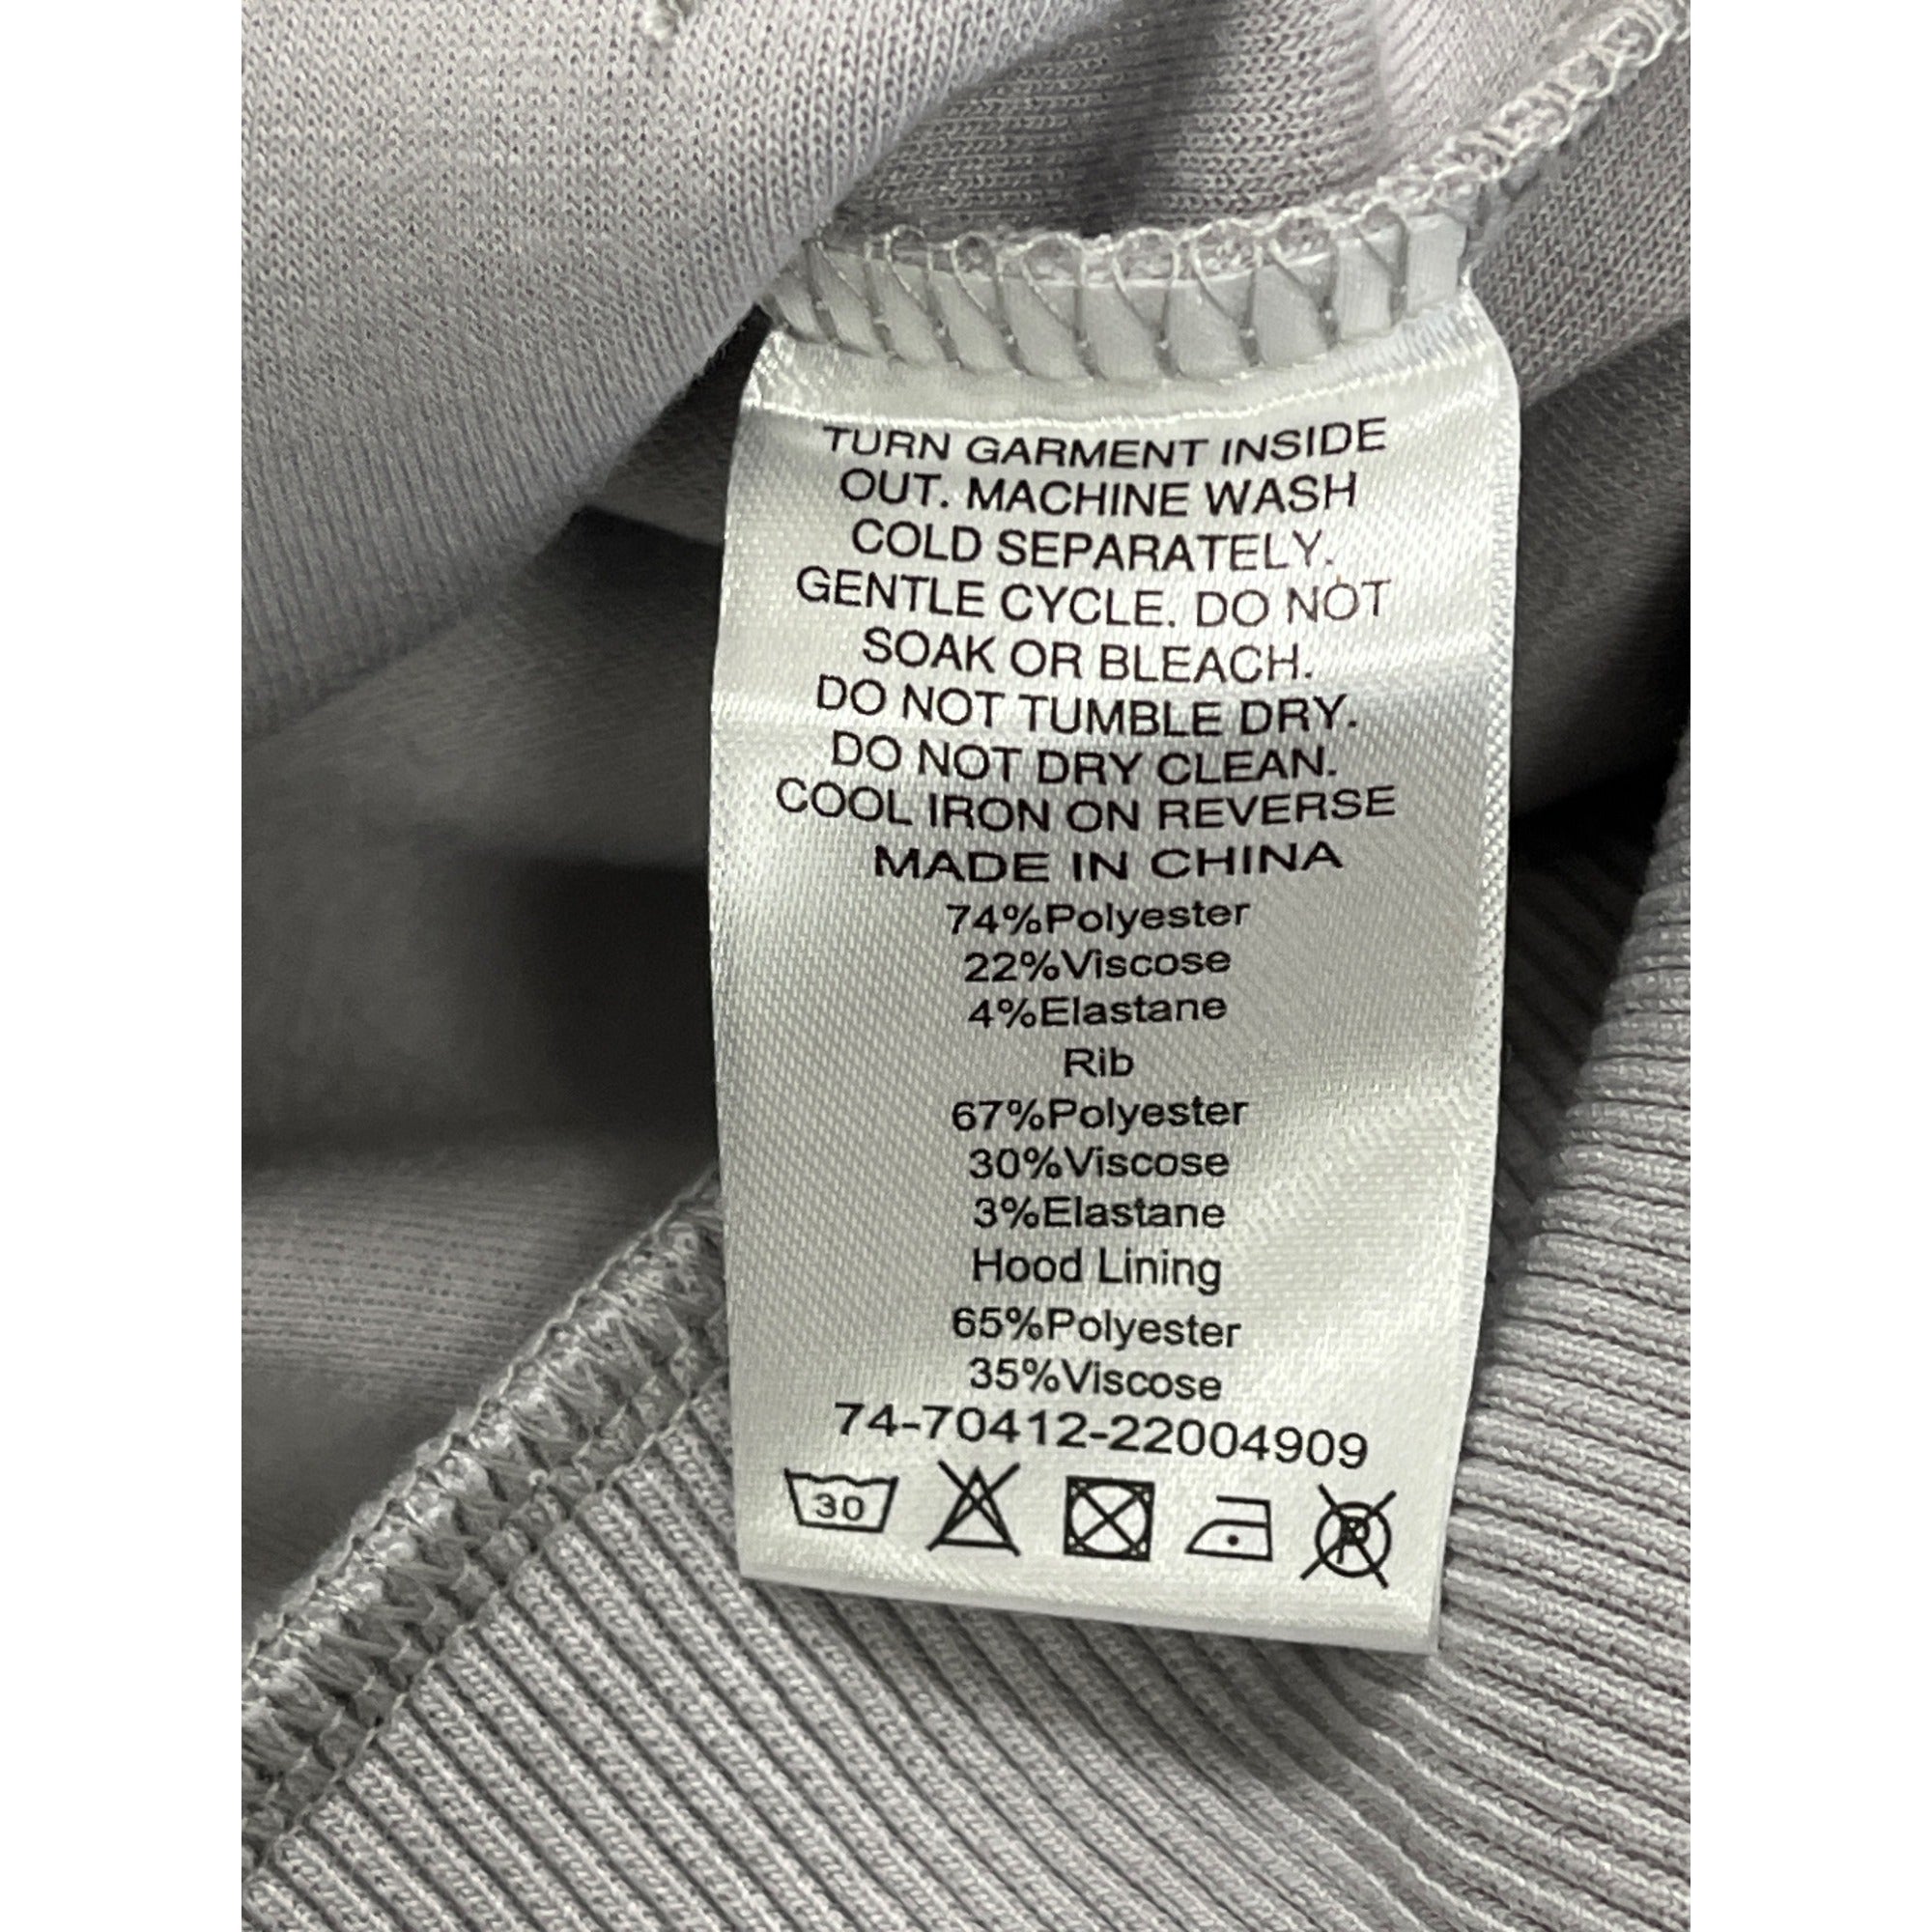 TURN GARMENT INSIDE
OUT. MACHINE WASH
COLD SEPARATELY.
GENTLE CYCLE. DO NOT
SOAK OR BLEACH.
DO NOT TUMBLE DRY.
DO NOT DRY CLEAN.
COOL IRON ON REVERSE
MADE IN CHINA
74%Polyester
22%Viscose
4%Elastane
Rib
67%Polyester
30%Viscose
3%Elastane
Hood Lining
65%Polyester
35%Viscose
74-70412-22004909
30 P